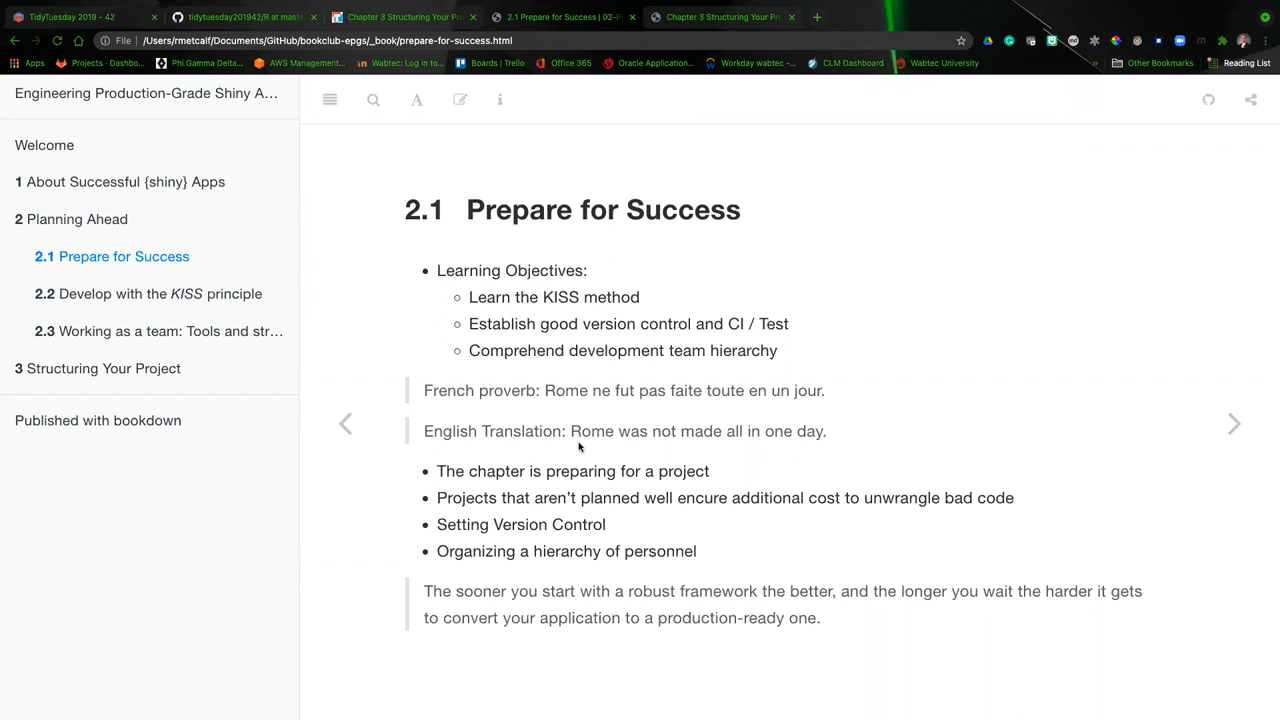 TidyTuesday 2019 - 42
tidytuesday201942/R at maste
Chapter 3 Structuring Your Pro
2.1 Prepare for Success | 02-P
Chapter 3 Structuring Your Pro
File
/Users/rmetcalf/Documents/GitHub/bookclub-epgs/_book/prepare-for-success.html
Apps
Projects · Dashbo...
Phi Gamma Delta...
AWS Management...
Wabtec: Log in to...
Boards | Trello
Office 365
Oracle Application...
Workday wabtec -...
CLM Dashboard
Wabtec University
»
Other Bookmarks
Reading List
Engineering Production-Grade Shiny A...
Welcome
1 About Successful {shiny} Apps
2 Planning Ahead
2.1 Prepare for Success
2.2 Develop with the KISS principle
2.3 Working as a team: Tools and str...
3 Structuring Your Project
Published with bookdown
2.1 Prepare for Success
• Learning Objectives:
○ Learn the KISS method
○ Establish good version control and CI / Test
○ Comprehend development team hierarchy
French proverb: Rome ne fut pas faite toute en un jour.
English Translation: Rome was not made all in one day.
• The chapter is preparing for a project
• Projects that aren't planned well encure additional cost to unwrangle bad code
• Setting Version Control
• Organizing a hierarchy of personnel
The sooner you start with a robust framework the better, and the longer you wait the harder it gets
to convert your application to a production-ready one.